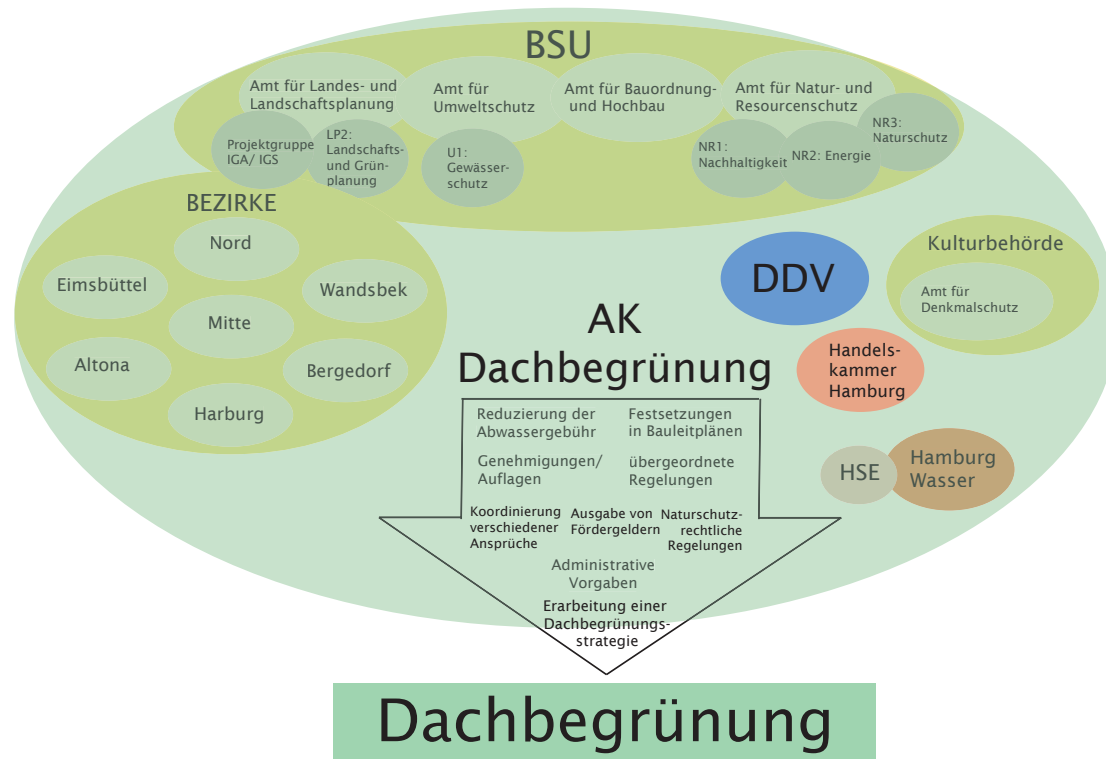 BSU
Amt für Landes- und
Landschaftsplanung
Amt für
Umweltschutz
Amt für Bauordnung-
und Hochbau
Amt für Natur- und
Resourcenschutz
Projektgruppe
IGA/ IGS
LP2:
Landschafts-
und Grün-
planung
U1:
Gewässer-
schutz
NR1:
Nachhaltigkeit
NR2: Energie
NR3:
Naturschutz
BEZIRKE
Nord
Eimsbüttel
Wandsbek
Mitte
Altona
Bergedorf
Harburg
DDV
Kulturbehörde
Amt für
Denkmalschutz
Handels-
kammer
Hamburg
HSE
Hamburg
Wasser
AK
Dachbegrünung
Reduzierung der
Abwassergebühr
Festsetzungen
in Bauleitplänen
Genehmigungen/
Auflagen
übergeordnete
Regelungen
Koordinierung
verschiedener
Ansprüche
Ausgabe von
Fördergeldern
Naturschutz-
rechtliche
Regelungen
Administrative
Vorgaben
Erarbeitung einer
Dachbegrünungs-
strategie
Dachbegrünung